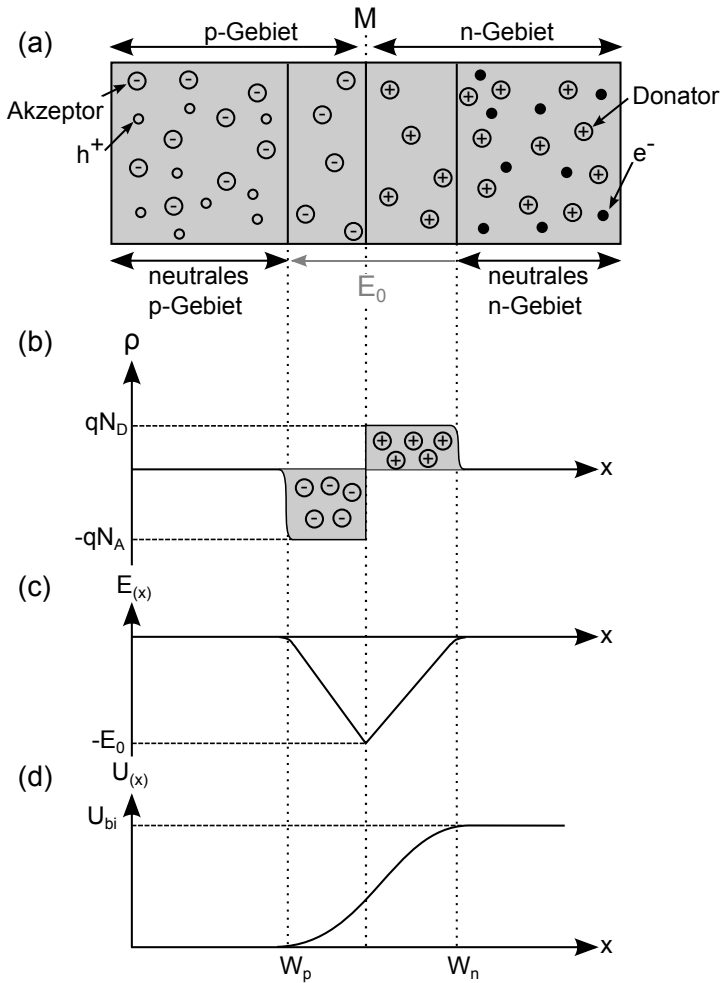 (a)
M
p-Gebiet
n-Gebiet
Akzeptor
Donator
h+
e-
neutrales
p-Gebiet
E0
neutrales
n-Gebiet
(b)
ρ
qND
x
-qNA
(c)
E(x)
x
-E0
(d)
U(x)
Ubi
x
Wp
Wn